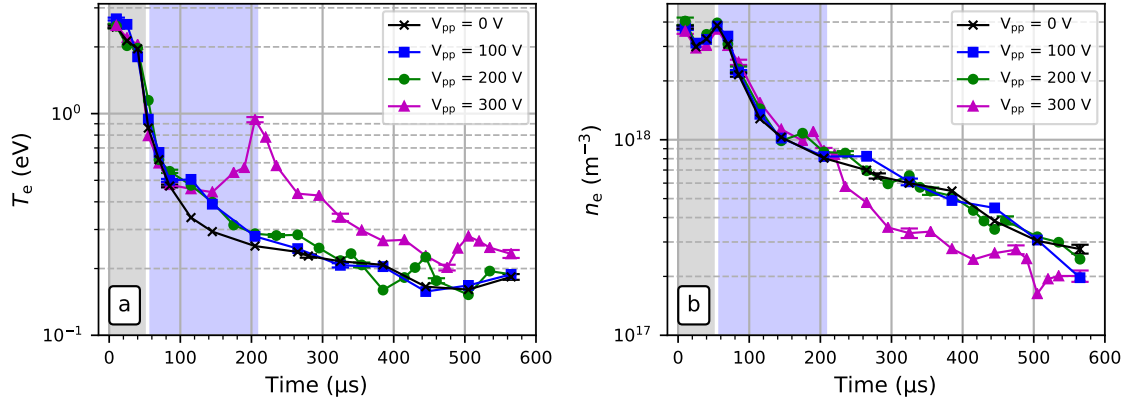 V_pp = 0 V
V_pp = 100 V
V_pp = 200 V
V_pp = 300 V
10^0
10^−1
T_e (eV)
a
0 100 200 300 400 500 600
Time (μs)
V_pp = 0 V
V_pp = 100 V
V_pp = 200 V
V_pp = 300 V
10^18
10^17
n_e (m^−3)
b
0 100 200 300 400 500 600
Time (μs)